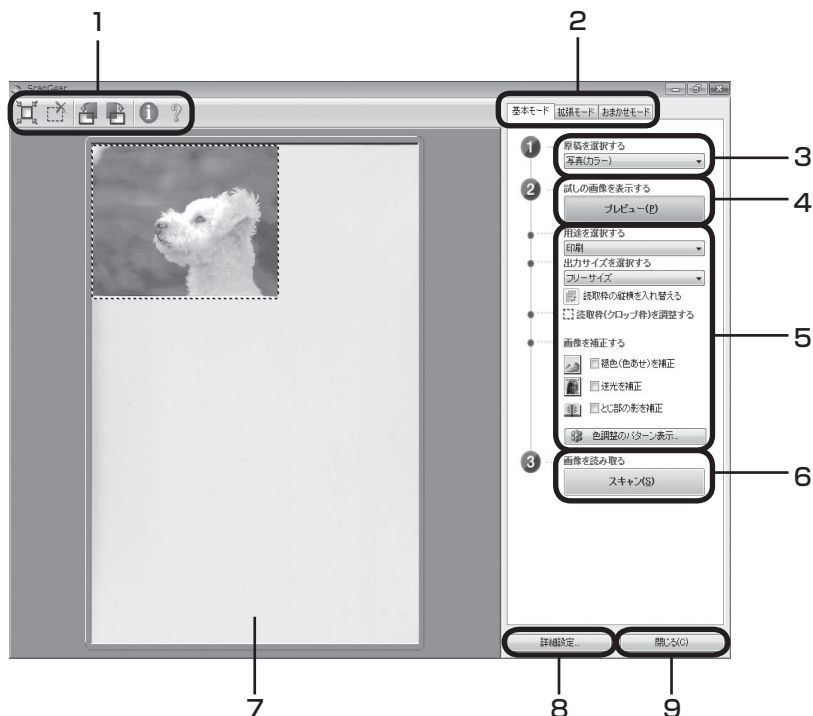 1
2
ScanGear
基本モード 拡張モード おまかせモード
1
原稿を選択する
写真(カラー)
3
2
試しの画像を表示する
プレビュー(P)
4
用途を選択する
印刷
出力サイズを選択する
フリーサイズ
読取枠の縦横を入れ替える
読取枠(クロップ枠)を調整する
5
画像を補正する
褪色(色あせ)を補正
逆光を補正
とじ部の影を補正
色調整のパターン表示...
3
画像を読み取る
スキャン(S)
6
詳細設定...
閉じる(C)
7
8
9